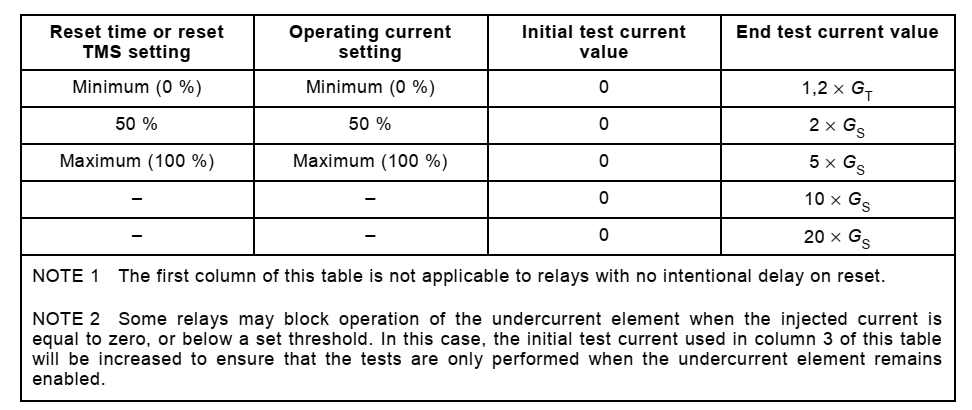 Reset time or reset TMS setting | Operating current setting | Initial test current value | End test current value
Minimum (0 %) | Minimum (0 %) | 0 | 1,2 × G_T
50 % | 50 % | 0 | 2 × G_S
Maximum (100 %) | Maximum (100 %) | 0 | 5 × G_S
– | – | 0 | 10 × G_S
– | – | 0 | 20 × G_S
NOTE 1 The first column of this table is not applicable to relays with no intentional delay on reset.
NOTE 2 Some relays may block operation of the undercurrent element when the injected current is
equal to zero, or below a set threshold. In this case, the initial test current used in column 3 of this table
will be increased to ensure that the tests are only performed when the undercurrent element remains
enabled.